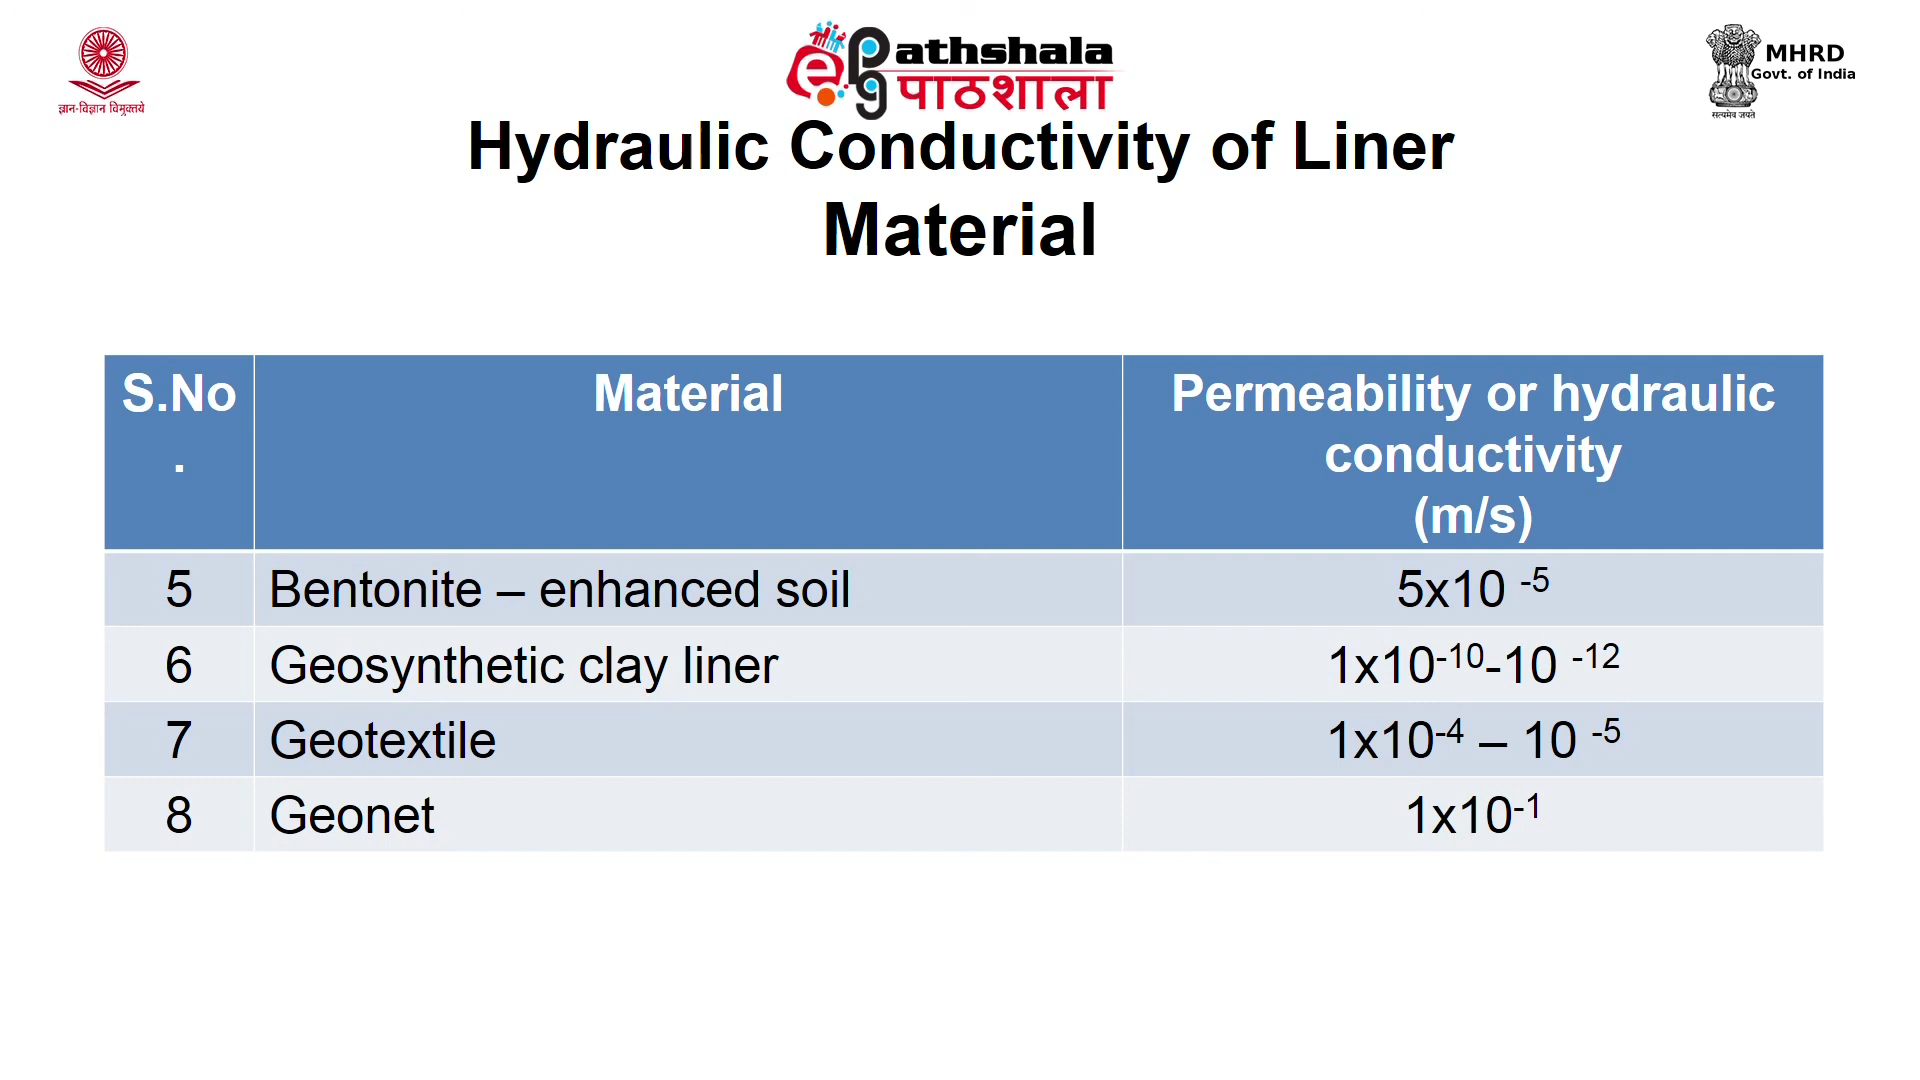 ज्ञान-विज्ञान विमुक्तये
ePGathshala
पाठशाला
MHRD
Govt. of India
सत्यमेव जयते
Hydraulic Conductivity of Liner
Material
S.No
.
Material
Permeability or hydraulic
conductivity
(m/s)
5 Bentonite – enhanced soil 5x10 ⁻⁵
6 Geosynthetic clay liner 1x10⁻¹⁰-10 ⁻¹²
7 Geotextile 1x10⁻⁴ – 10 ⁻⁵
8 Geonet 1x10⁻¹